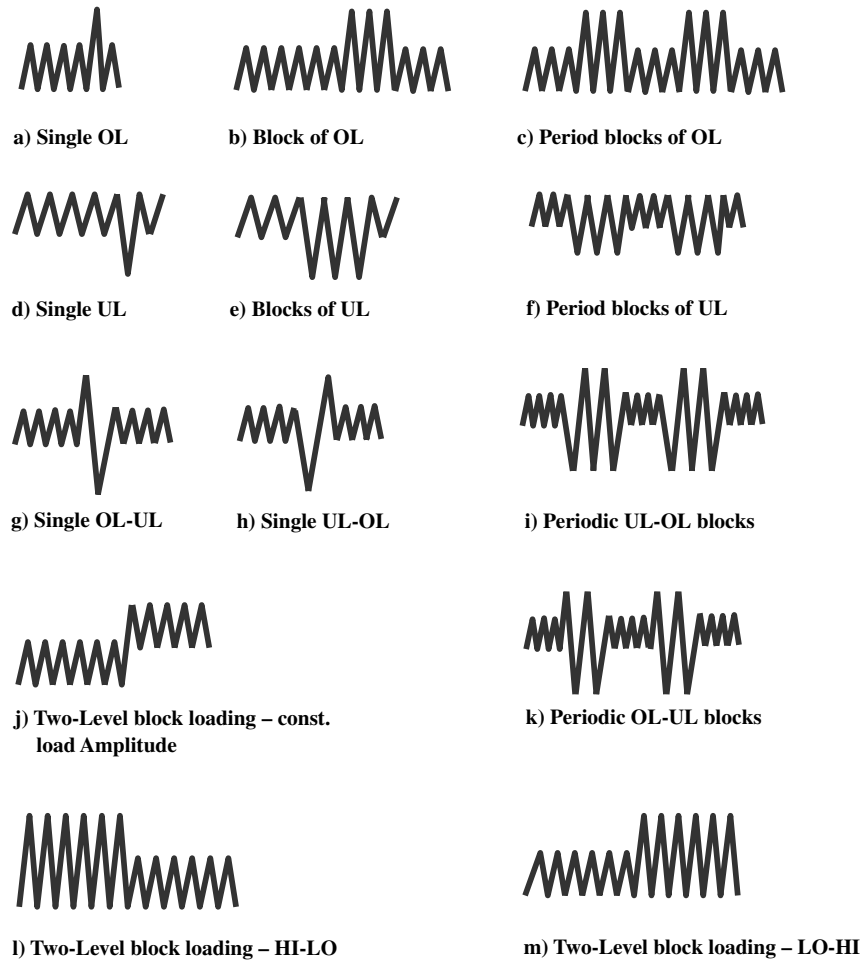 a) Single OL
b) Block of OL
c) Period blocks of OL
d) Single UL
e) Blocks of UL
f) Period blocks of UL
g) Single OL-UL
h) Single UL-OL
i) Periodic UL-OL blocks
j) Two-Level block loading – const.
load Amplitude
k) Periodic OL-UL blocks
l) Two-Level block loading – HI-LO
m) Two-Level block loading – LO-HI